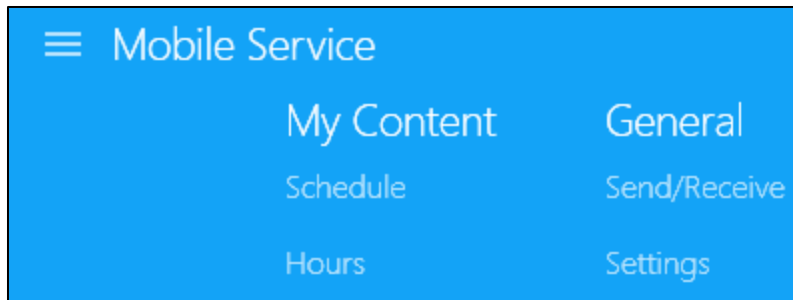 Mobile Service
My Content
General
Schedule
Send/Receive
Hours
Settings